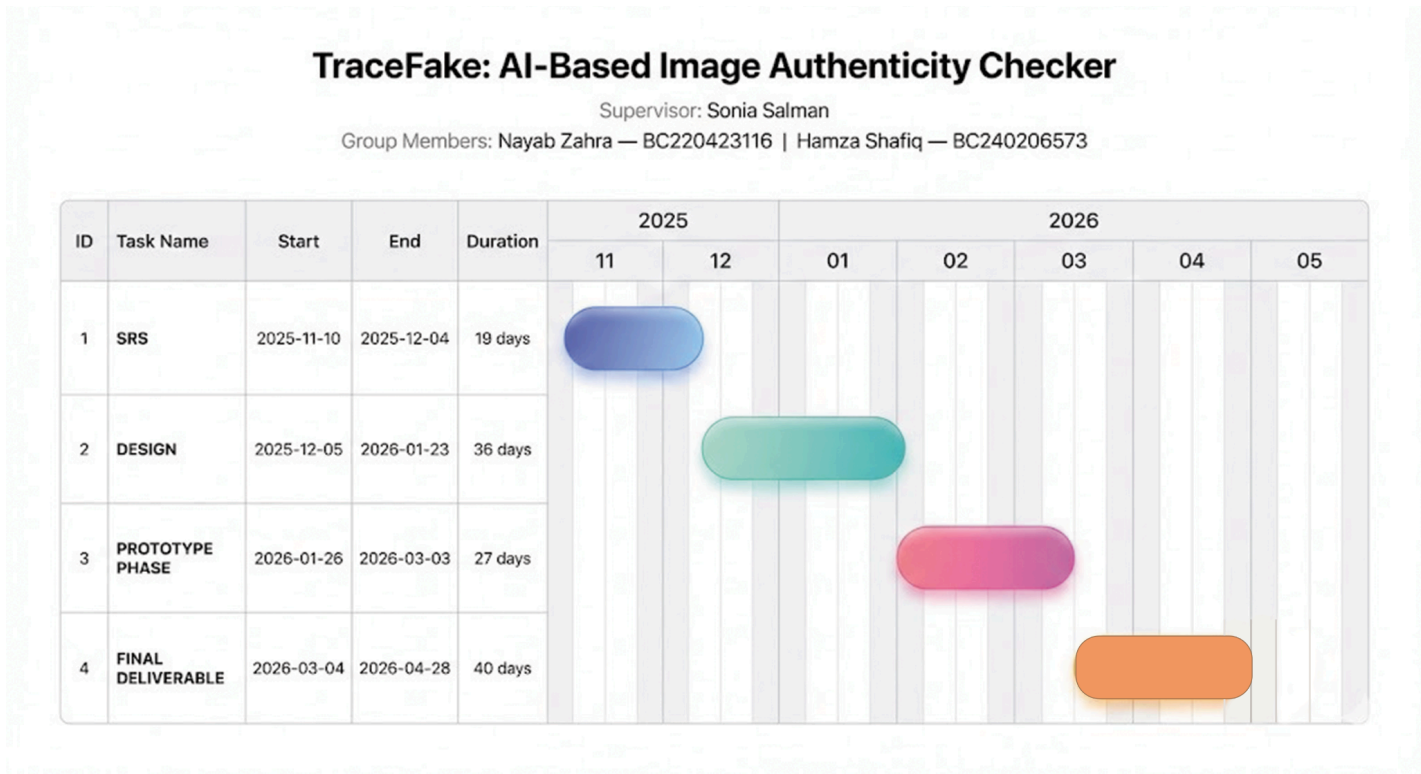 TraceFake: AI-Based Image Authenticity Checker
Supervisor: Sonia Salman
Group Members: Nayab Zahra — BC220423116 | Hamza Shafiq — BC240206573
ID Task Name Start End Duration 2025 2026
11 12 01 02 03 04 05
1 SRS 2025-11-10 2025-12-04 19 days
2 DESIGN 2025-12-05 2026-01-23 36 days
3 PROTOTYPE PHASE 2026-01-26 2026-03-03 27 days
4 FINAL DELIVERABLE 2026-03-04 2026-04-28 40 days